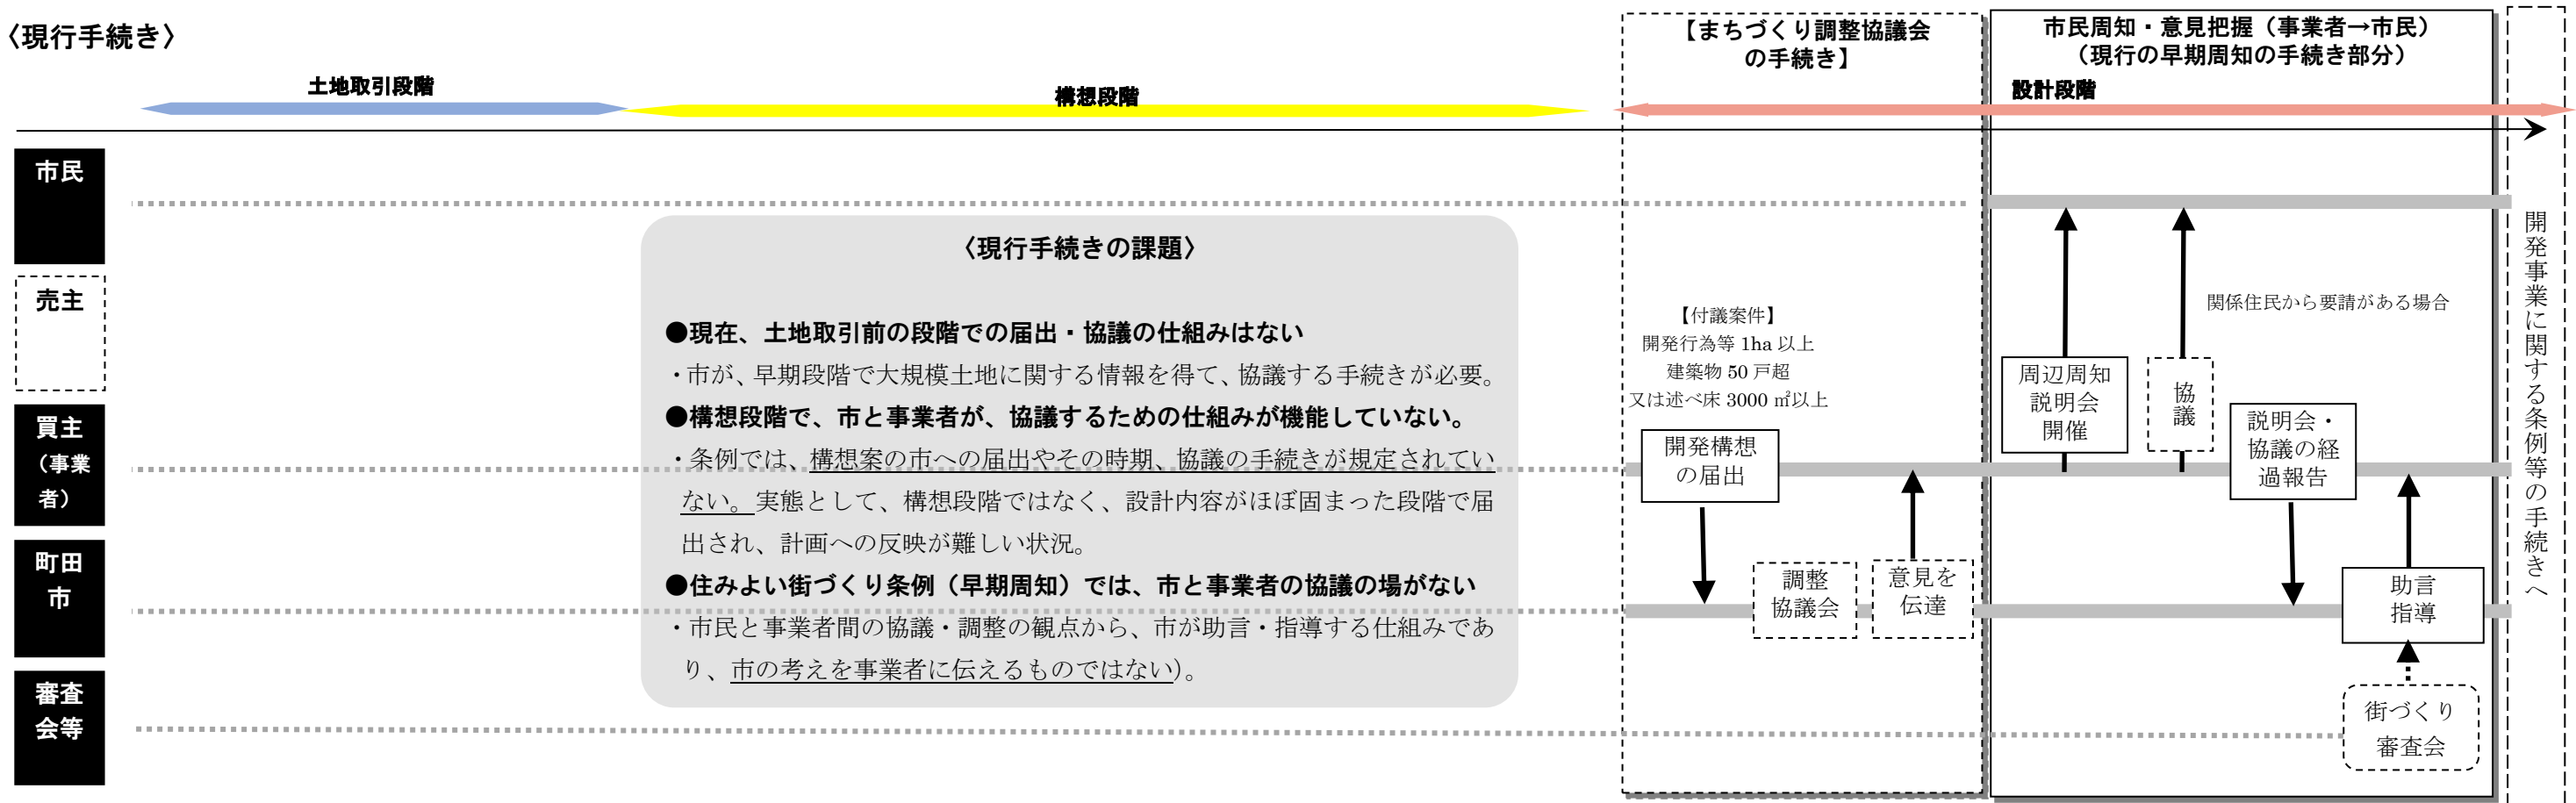 〈現行手続き〉
土地取引段階
構想段階
【まちづくり調整協議会
の手続き】
市民周知・意見把握（事業者→市民）
（現行の早期周知の手続き部分）
設計段階
市民
売主
買主
（事業
者）
町田
市
審査
会等
〈現行手続きの課題〉
●現在、土地取引前の段階での届出・協議の仕組みはない
・市が、早期段階で大規模土地に関する情報を得て、協議する手続きが必要。
●構想段階で、市と事業者が、協議するための仕組みが機能していない。
・条例では、構想案の市への届出やその時期、協議の手続きが規定されてい
ない。実態として、構想段階ではなく、設計内容がほぼ固まった段階で届
出され、計画への反映が難しい状況。
●住みよい街づくり条例（早期周知）では、市と事業者の協議の場がない
・市民と事業者間の協議・調整の観点から、市が助言・指導する仕組みであ
り、市の考えを事業者に伝えるものではない）。
【付議案件】
開発行為等 1ha 以上
建築物 50 戸超
又は述べ床 3000 ㎡以上
開発構想
の届出
調整
協議会
意見を
伝達
関係住民から要請がある場合
周辺周知
説明会
開催
協議
説明会・
協議の経
過報告
助言
指導
街づくり
審査会
開発事業に関する条例等の手続きへ